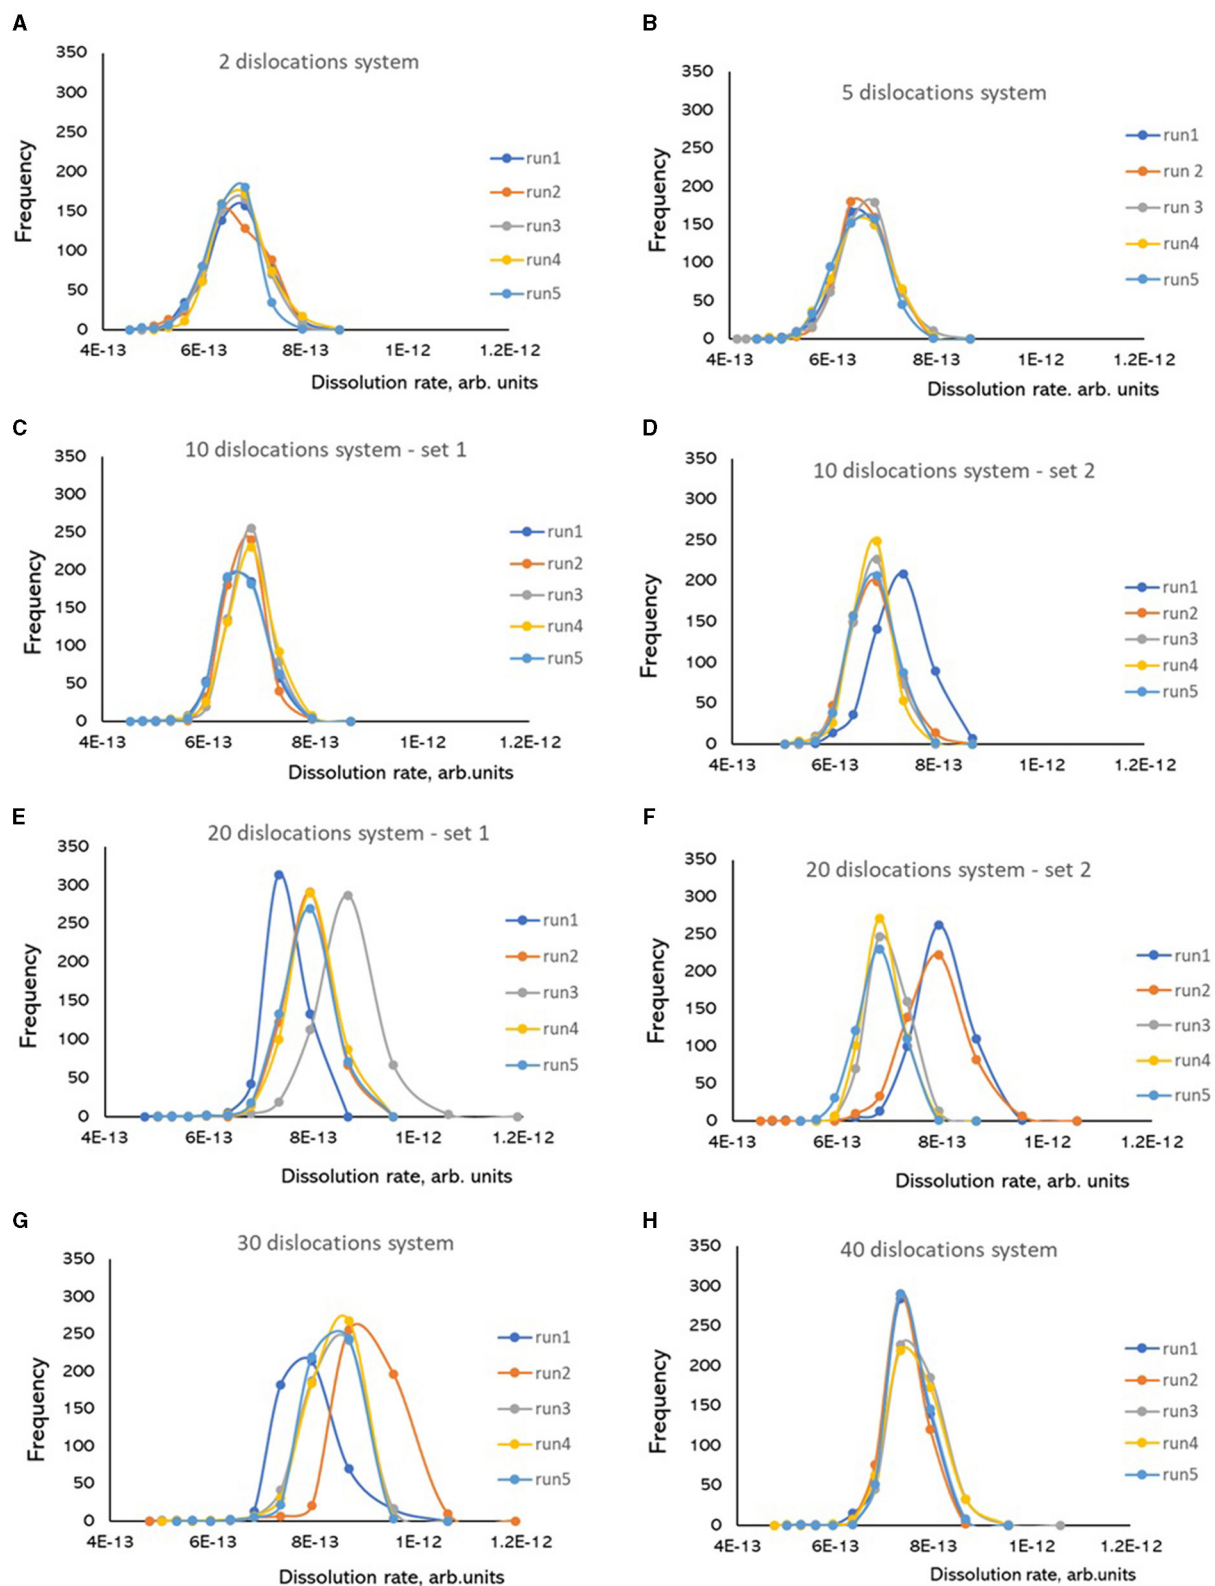 A
2 dislocations system
350
300
250
200
150
100
50
0
Frequency
4E-13 6E-13 8E-13 1E-12 1.2E-12
Dissolution rate, arb. units
run1
run2
run3
run4
run5
B
5 dislocations system
350
300
250
200
150
100
50
0
Frequency
4E-13 6E-13 8E-13 1E-12 1.2E-12
Dissolution rate. arb. units
run1
run 2
run 3
run4
run5
C
10 dislocations system - set 1
350
300
250
200
150
100
50
0
Frequency
4E-13 6E-13 8E-13 1E-12 1.2E-12
Dissolution rate, arb.units
run1
run2
run3
run4
run5
D
10 dislocations system - set 2
350
300
250
200
150
100
50
0
Frequency
4E-13 6E-13 8E-13 1E-12 1.2E-12
run1
run2
run3
run4
run5
E
20 dislocations system - set 1
350
300
250
200
150
100
50
0
Frequency
4E-13 6E-13 8E-13 1E-12 1.2E-12
Dissolution rate, arb. units
run1
run2
run3
run4
run5
F
20 dislocations system - set 2
350
300
250
200
150
100
50
0
Frequency
4E-13 6E-13 8E-13 1E-12 1.2E-12
Dissolution rate, arb. units
run1
run2
run3
run4
run5
G
30 dislocations system
350
300
250
200
150
100
50
0
Frequency
4E-13 6E-13 8E-13 1E-12 1.2E-12
Dissolution rate, arb.units
run1
run2
run3
run4
run5
H
40 dislocations system
350
300
250
200
150
100
50
0
Frequency
4E-13 6E-13 8E-13 1E-12 1.2E-12
Dissolution rate, arb. units
run1
run2
run3
run4
run5